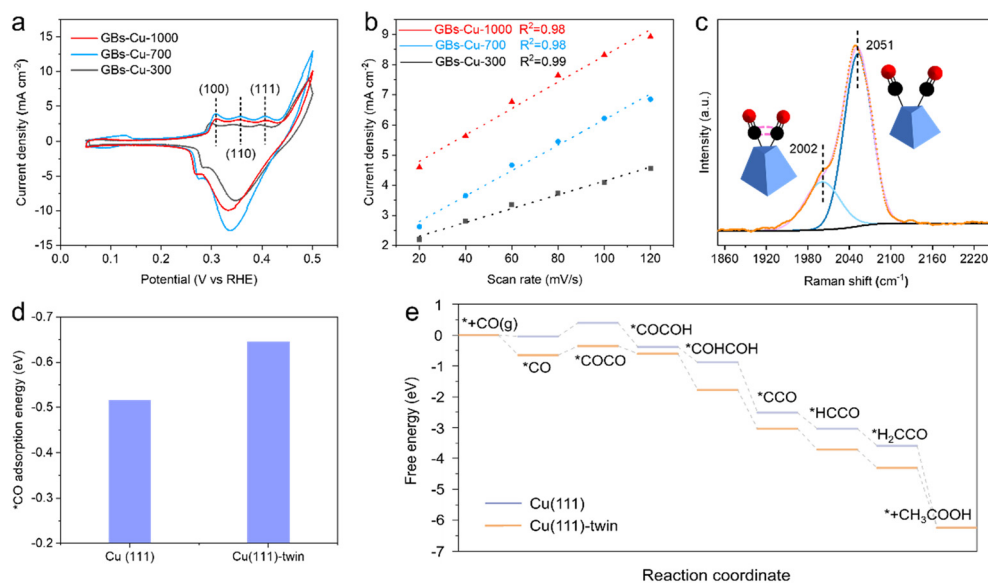 a
GBs-Cu-1000
GBs-Cu-700
GBs-Cu-300
(100)
(111)
(110)
Current density (mA cm⁻²)
15
10
5
0
-5
-10
-15
0.0 0.1 0.2 0.3 0.4 0.5
Potential (V vs RHE)
b
GBs-Cu-1000 R²=0.98
GBs-Cu-700 R²=0.98
GBs-Cu-300 R²=0.99
Current density (mA cm⁻²)
9
8
7
6
5
4
3
2
20 40 60 80 100 120
Scan rate (mV/s)
c
2051
2002
Intensity (a.u.)
1860 1920 1980 2040 2100 2160 2220
Raman shift (cm⁻¹)
d
*CO adsorption energy (eV)
-0.7
-0.6
-0.5
-0.4
-0.3
-0.2
Cu (111) Cu(111)-twin
e
Free energy (eV)
1
0
-1
-2
-3
-4
-5
-6
-7
*+CO(g)
*CO
*COCO
*COCOH
*COHCOH
*CCO
*HCCO
*H₂CCO
*+CH₃COOH
Cu(111)
Cu(111)-twin
Reaction coordinate